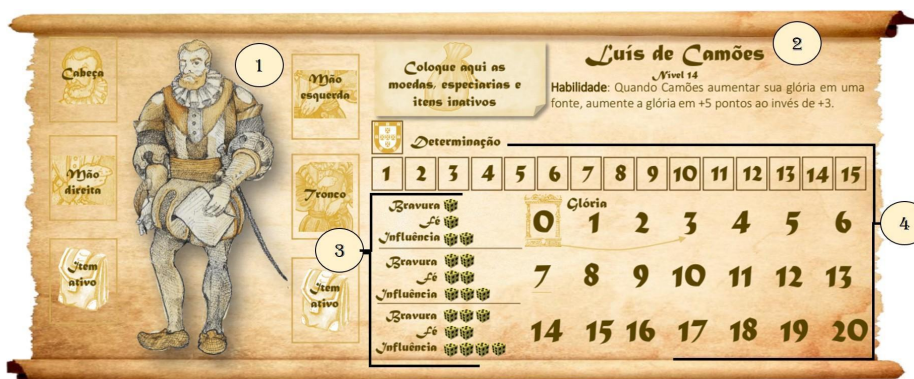 1
Cabeça
Mão
direita
Item
ativo
Mão
esquerda
Tronco
Item
ativo
Coloque aqui as
moedas, especiarias e
itens inativos
Luís de Camões
2
Nível 14
Habilidade: Quando Camões aumentar sua glória em uma
fonte, aumente a glória em +5 pontos ao invés de +3.
Determinação
1 2 3 4 5 6 7 8 9 10 11 12 13 14 15
3
Bravura
Fé
Influência
Bravura
Fé
Influência
Bravura
Fé
Influência
Glória
0 1 2 3 4 5 6
7 8 9 10 11 12 13
14 15 16 17 18 19 20
4